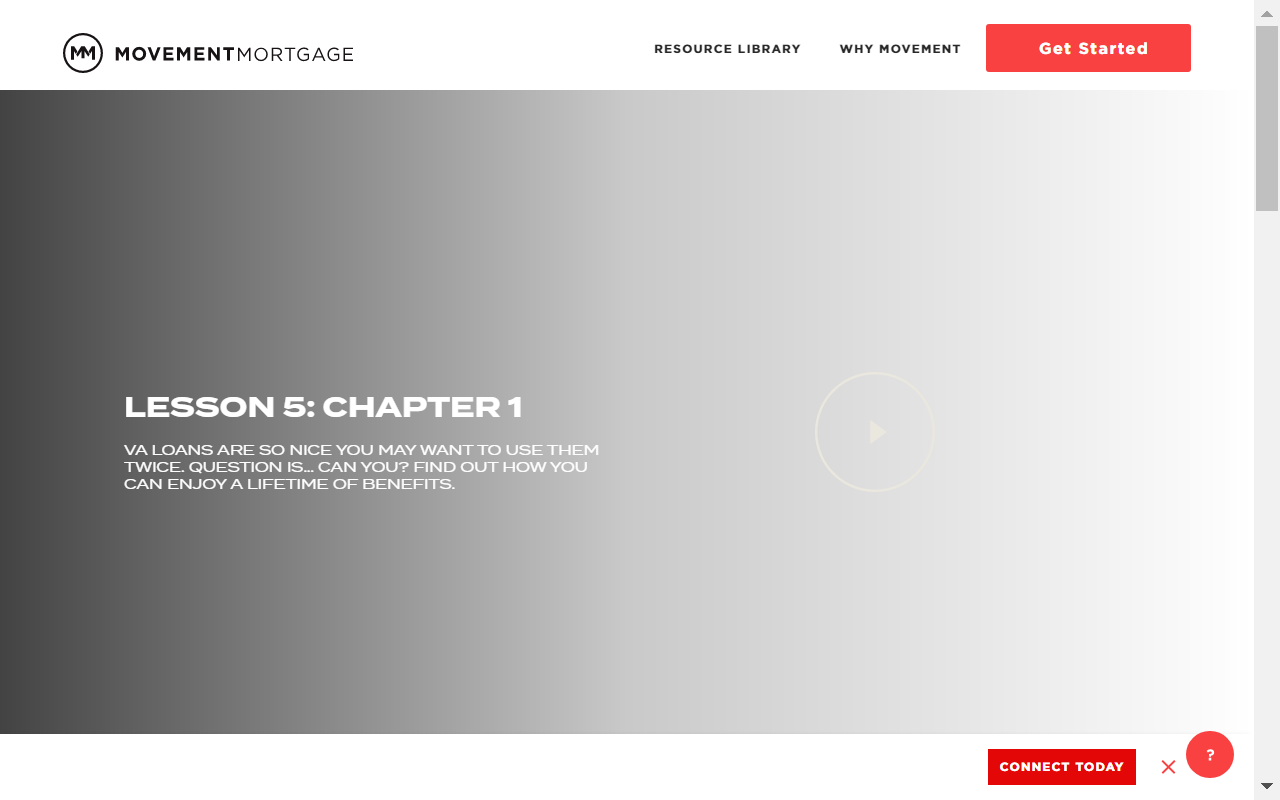 MOVEMENTMORTGAGE
RESOURCE LIBRARY
WHY MOVEMENT
Get Started
LESSON 5: CHAPTER 1
VA LOANS ARE SO NICE YOU MAY WANT TO USE THEM
TWICE. QUESTION IS... CAN YOU? FIND OUT HOW YOU
CAN ENJOY A LIFETIME OF BENEFITS.
CONNECT TODAY
?